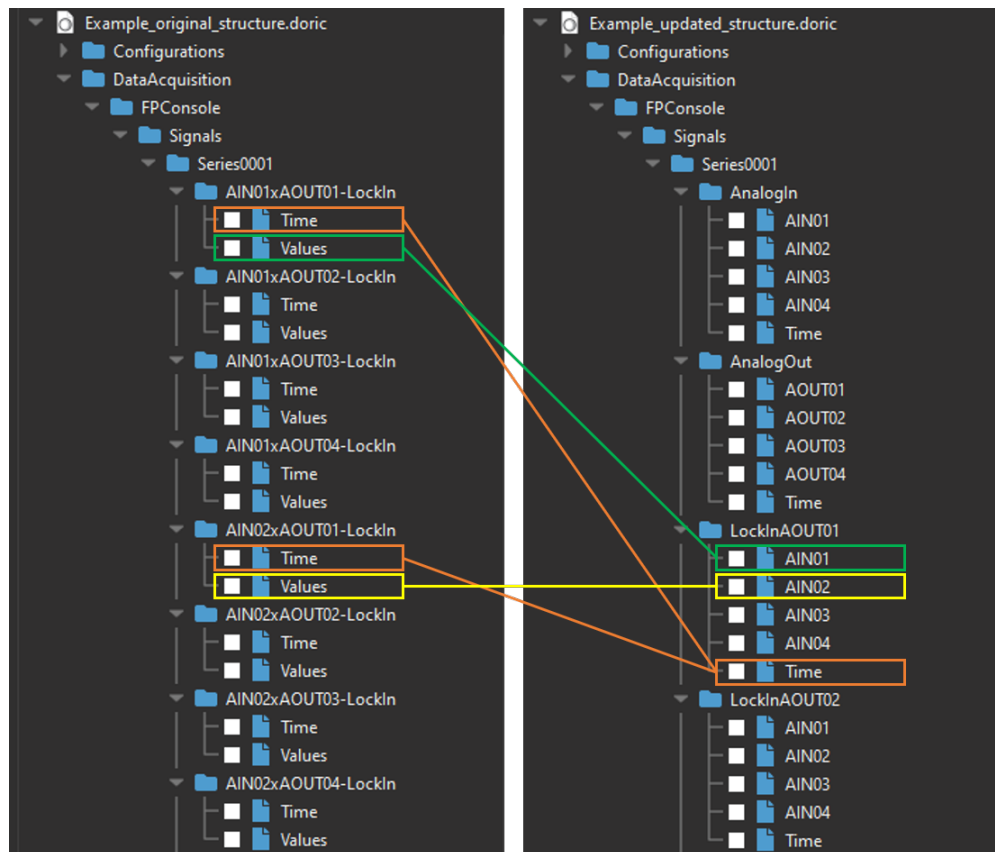 Example_original_structure.doric
Configurations
DataAcquisition
FPConsole
Signals
Series0001
AIN01xAOUT01-LockIn
Time
Values
AIN01xAOUT02-LockIn
Time
Values
AIN01xAOUT03-LockIn
Time
Values
AIN01xAOUT04-LockIn
Time
Values
AIN02xAOUT01-LockIn
Time
Values
AIN02xAOUT02-LockIn
Time
Values
AIN02xAOUT03-LockIn
Time
Values
AIN02xAOUT04-LockIn
Time
Values
Example_updated_structure.doric
Configurations
DataAcquisition
FPConsole
Signals
Series0001
AnalogIn
AIN01
AIN02
AIN03
AIN04
Time
AnalogOut
AOUT01
AOUT02
AOUT03
AOUT04
Time
LockInAOUT01
AIN01
AIN02
AIN03
AIN04
Time
LockInAOUT02
AIN01
AIN02
AIN03
AIN04
Time